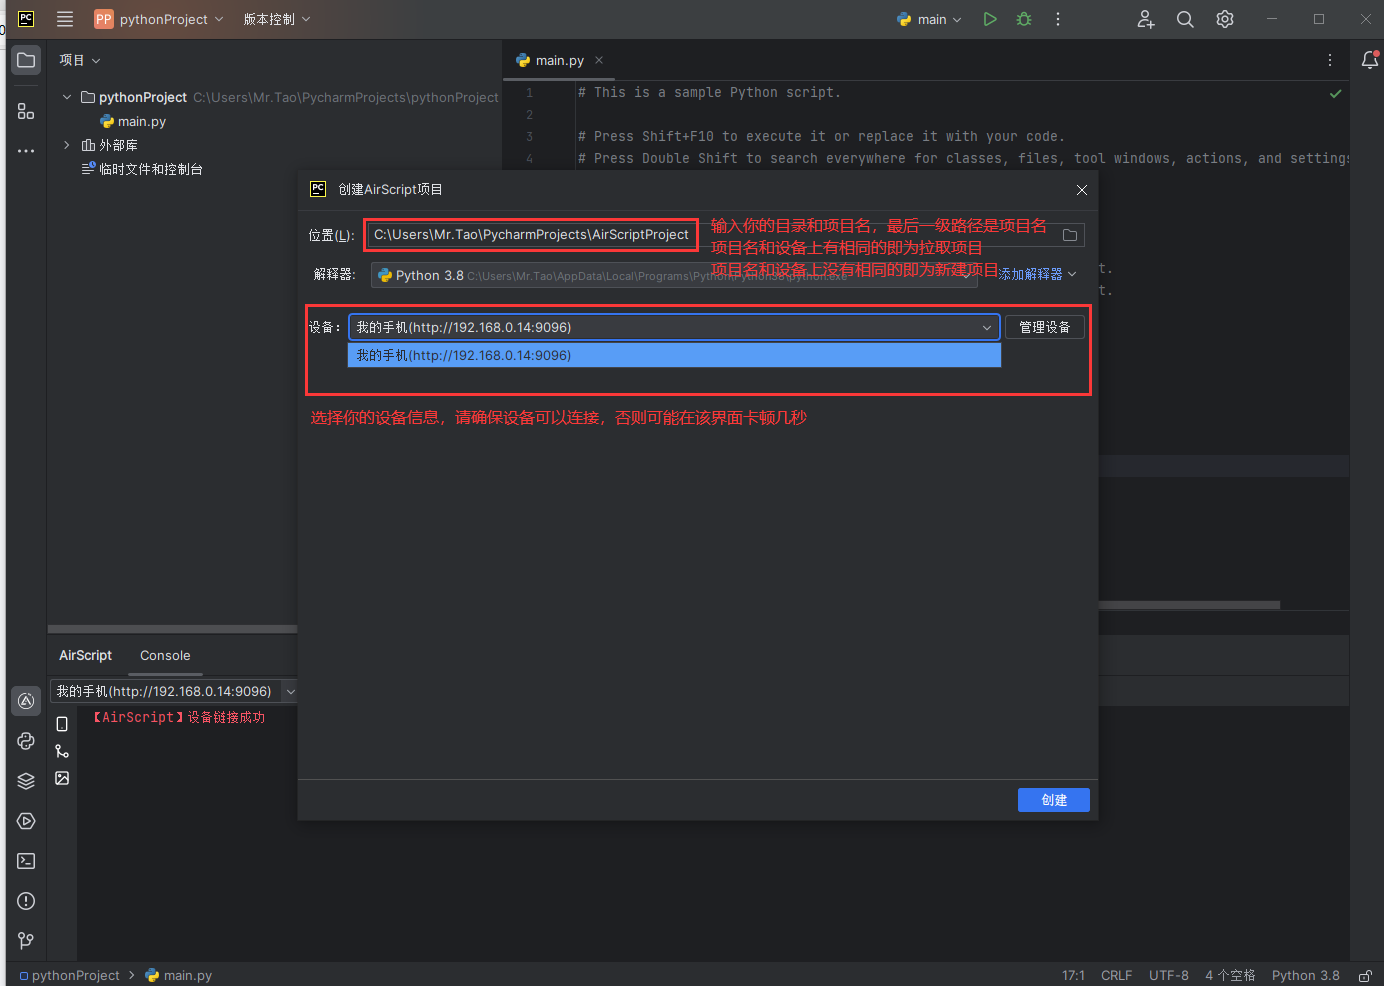 PC
PP pythonProject
版本控制
main
项目
main.py
pythonProject C:\Users\Mr.Tao\PycharmProjects\pythonProject
main.py
外部库
临时文件和控制台
1 # This is a sample Python script.
2
3 # Press Shift+F10 to execute it or replace it with your code.
4 # Press Double Shift to search everywhere for classes, files, tool windows, actions, and settings
PC 创建AirScript项目
位置(L): C:\Users\Mr.Tao\PycharmProjects\AirScriptProject
输入你的目录和项目名，最后一级路径是项目名
项目名和设备上有相同的即为拉取项目
项目名和设备上没有相同的即为新建项目
解释器: Python 3.8 C:\Users\Mr.Tao\AppData\Local\Programs\Python\Python38\python.exe 添加解释器
t.
t.
设备： 我的手机(http://192.168.0.14:9096) 管理设备
我的手机(http://192.168.0.14:9096)
选择你的设备信息，请确保设备可以连接，否则可能在该界面卡顿几秒
创建
AirScript Console
我的手机(http://192.168.0.14:9096)
【AirScript】设备链接成功
pythonProject > main.py
17:1 CRLF UTF-8 4 个空格 Python 3.8